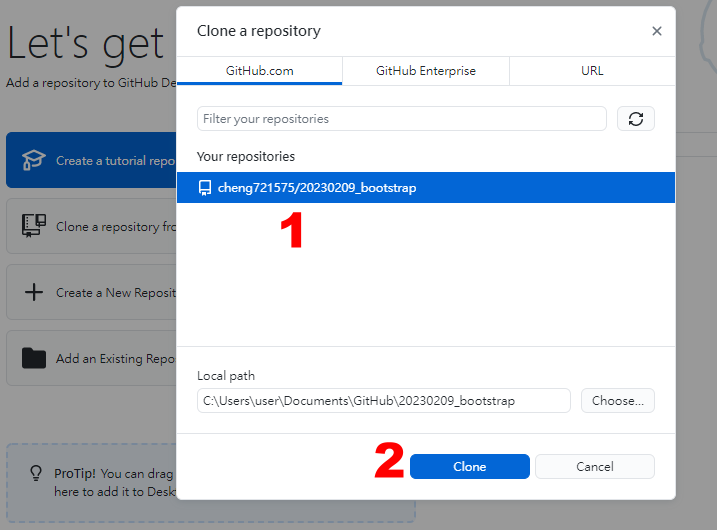 Let's get
Add a repository to GitHub De
Create a tutorial repo
Clone a repository fro
Create a New Reposit
Add an Existing Repo
ProTip! You can drag
here to add it to Deskt
Clone a repository
GitHub.com
GitHub Enterprise
URL
Filter your repositories
Your repositories
cheng721575/20230209_bootstrap
1
Local path
C:\Users\user\Documents\GitHub\20230209_bootstrap
Choose...
2
Clone
Cancel